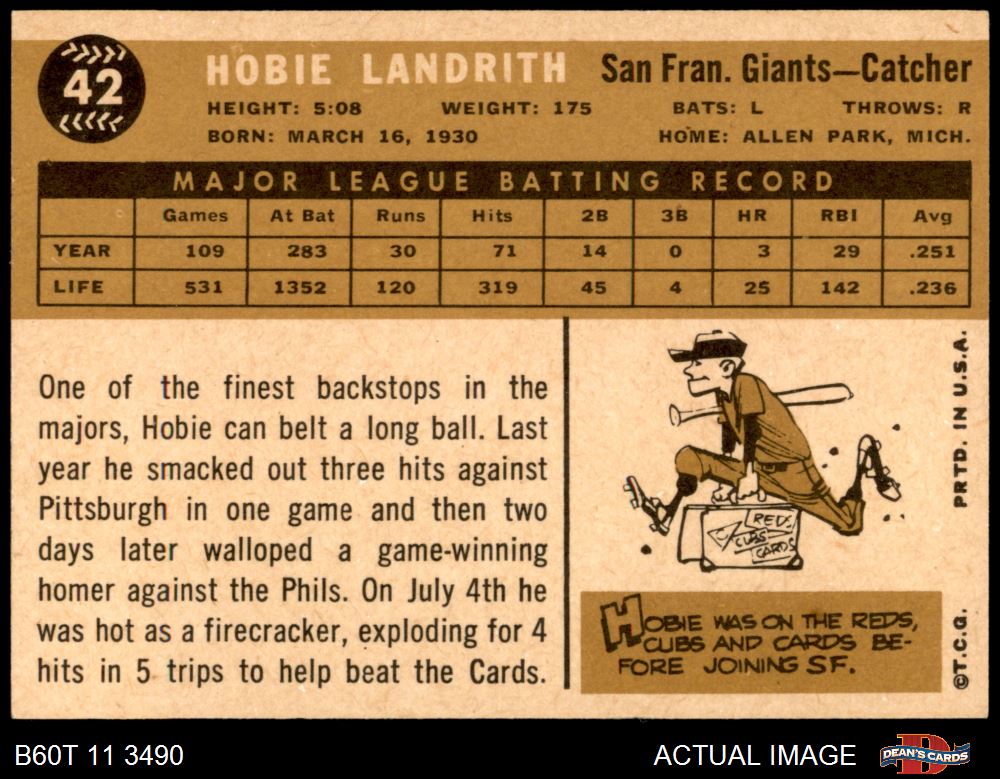 42
HOBIE LANDRITH San Fran. Giants—Catcher
HEIGHT: 5:08 WEIGHT: 175 BATS: L THROWS: R
BORN: MARCH 16, 1930 HOME: ALLEN PARK, MICH.
MAJOR LEAGUE BATTING RECORD
Games At Bat Runs Hits 2B 3B HR RBI Avg
YEAR 109 283 30 71 14 0 3 29 .251
LIFE 531 1352 120 319 45 4 25 142 .236
One of the finest backstops in the
majors, Hobie can belt a long ball. Last
year he smacked out three hits against
Pittsburgh in one game and then two
days later walloped a game-winning
homer against the Phils. On July 4th he
was hot as a firecracker, exploding for 4
hits in 5 trips to help beat the Cards.
REDS
CUBS
CARDS
HOBIE WAS ON THE REDS,
CUBS AND CARDS BE-
FORE JOINING SF.
PRTD. IN U.S.A.
©T.C.G.
B60T 11 3490 ACTUAL IMAGE
DEAN'S CARDS